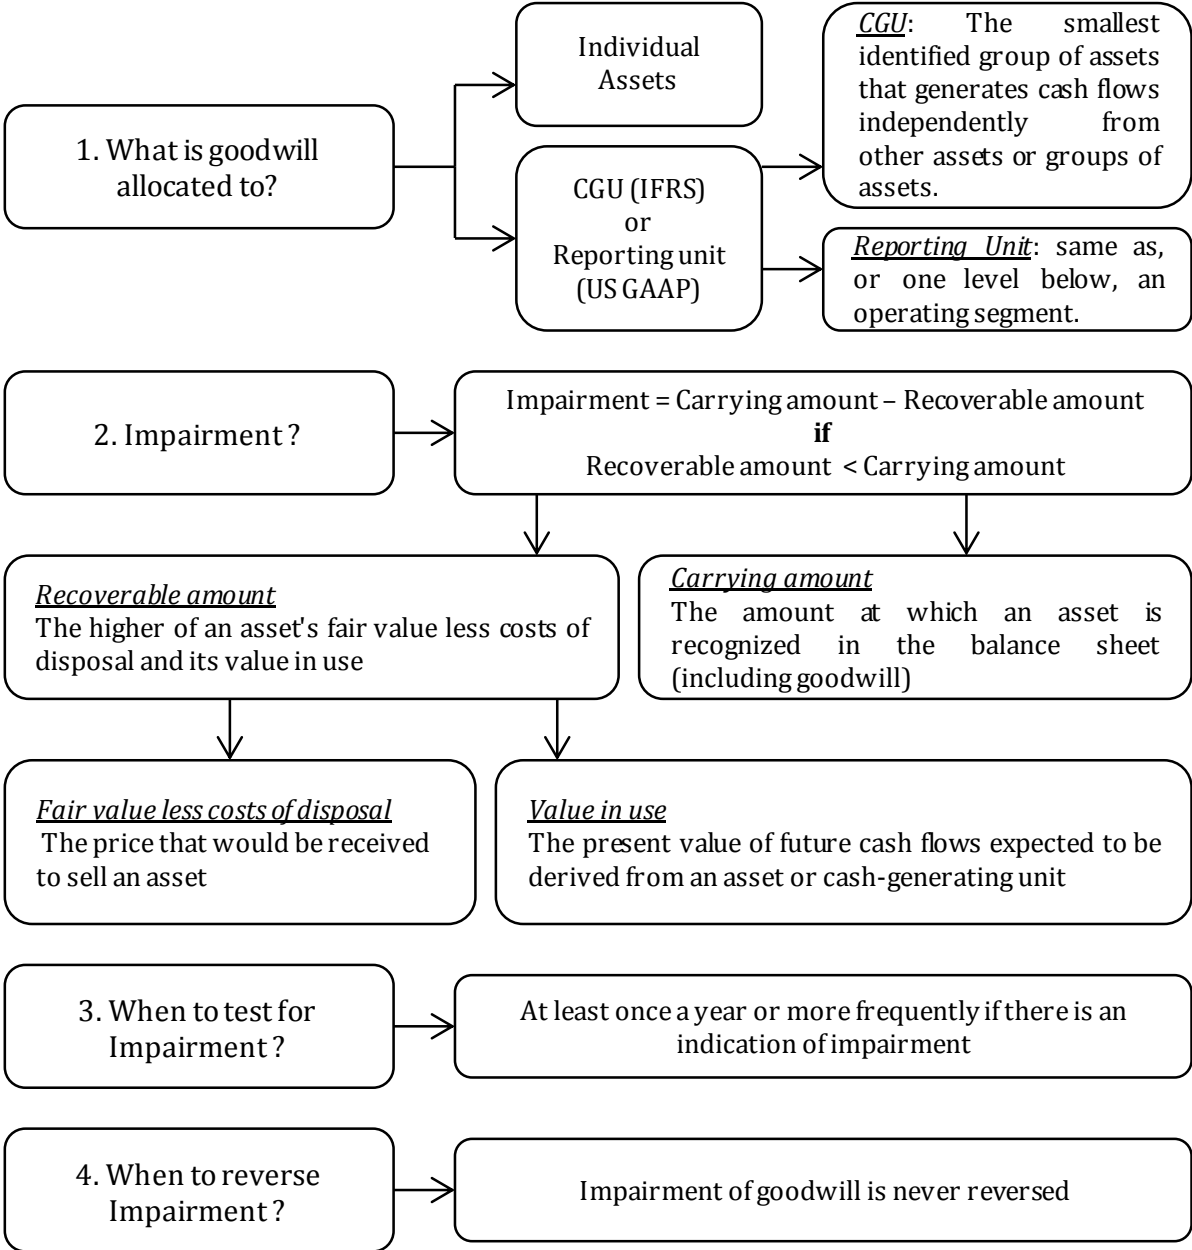 1. What is goodwill
allocated to?
Individual
Assets
CGU (IFRS)
or
Reporting unit
(US GAAP)
CGU: The smallest
identified group of assets
that generates cash flows
independently from
other assets or groups of
assets.
Reporting Unit: same as,
or one level below, an
operating segment.
2. Impairment?
Impairment = Carrying amount – Recoverable amount
if
Recoverable amount < Carrying amount
Recoverable amount
The higher of an asset's fair value less costs of
disposal and its value in use
Carrying amount
The amount at which an asset is
recognized in the balance sheet
(including goodwill)
Fair value less costs of disposal
The price that would be received
to sell an asset
Value in use
The present value of future cash flows expected to be
derived from an asset or cash-generating unit
3. When to test for
Impairment?
At least once a year or more frequently if there is an
indication of impairment
4. When to reverse
Impairment?
Impairment of goodwill is never reversed